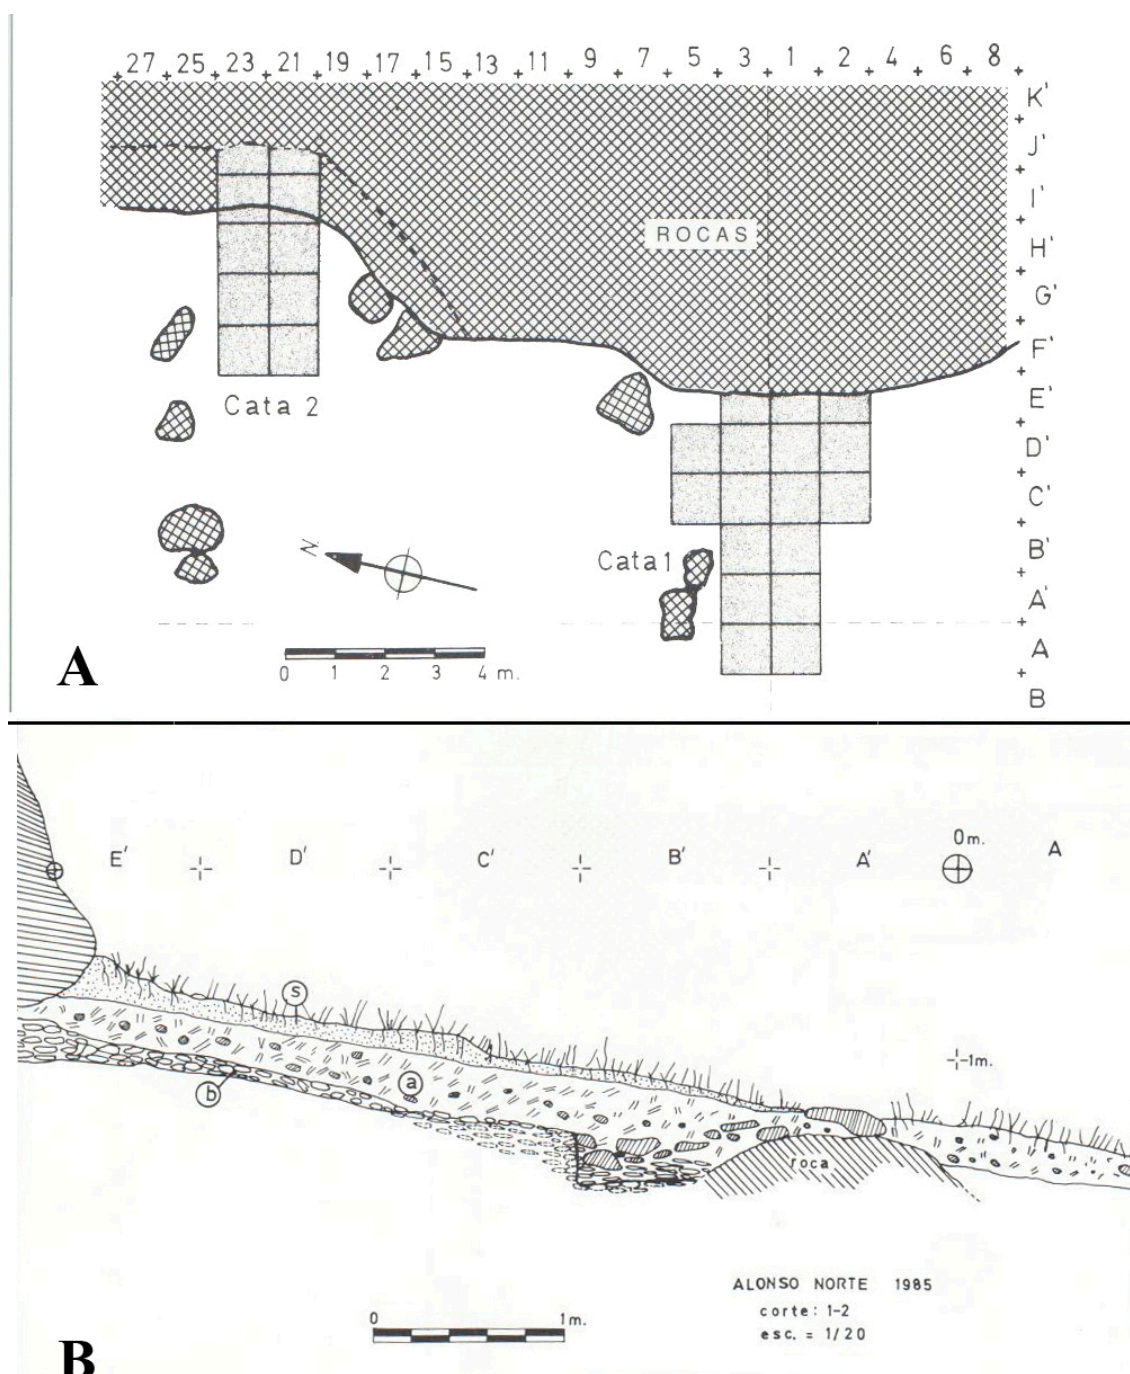 27 25 23 21 19 17 15 13 11 9 7 5 3 1 2 4 6 8
K'
J'
I'
ROCAS
H'
G'
F'
Cata 2
E'
D'
C'
N.
Cata 1
B'
A'
A
0 1 2 3 4 m.
A
B
0m.
E' D' C' B' A' A
s
-1m.
a
b
roca
ALONSO NORTE 1985
0 1m.
corte: 1-2
esc. = 1/20
B